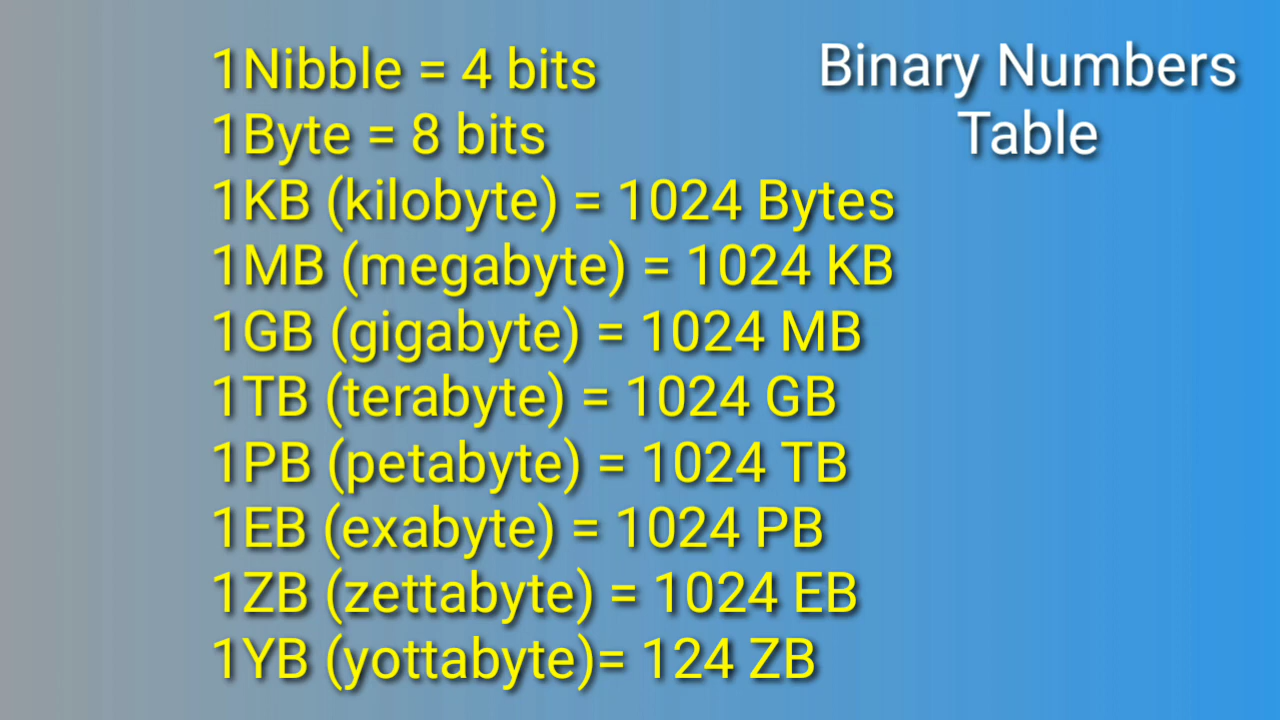 Binary Numbers
Table
1Nibble = 4 bits
1Byte = 8 bits
1KB (kilobyte) = 1024 Bytes
1MB (megabyte) = 1024 KB
1GB (gigabyte) = 1024 MB
1TB (terabyte) = 1024 GB
1PB (petabyte) = 1024 TB
1EB (exabyte) = 1024 PB
1ZB (zettabyte) = 1024 EB
1YB (yottabyte)= 124 ZB